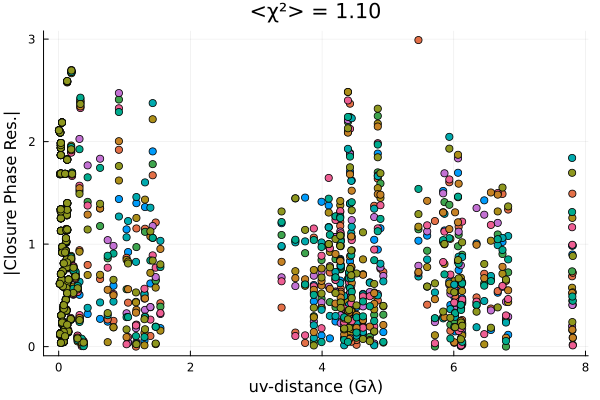 <χ²> = 1.10
|Closure Phase Res.|
3
2
1
0
0 2 4 6 8
uv-distance (Gλ)